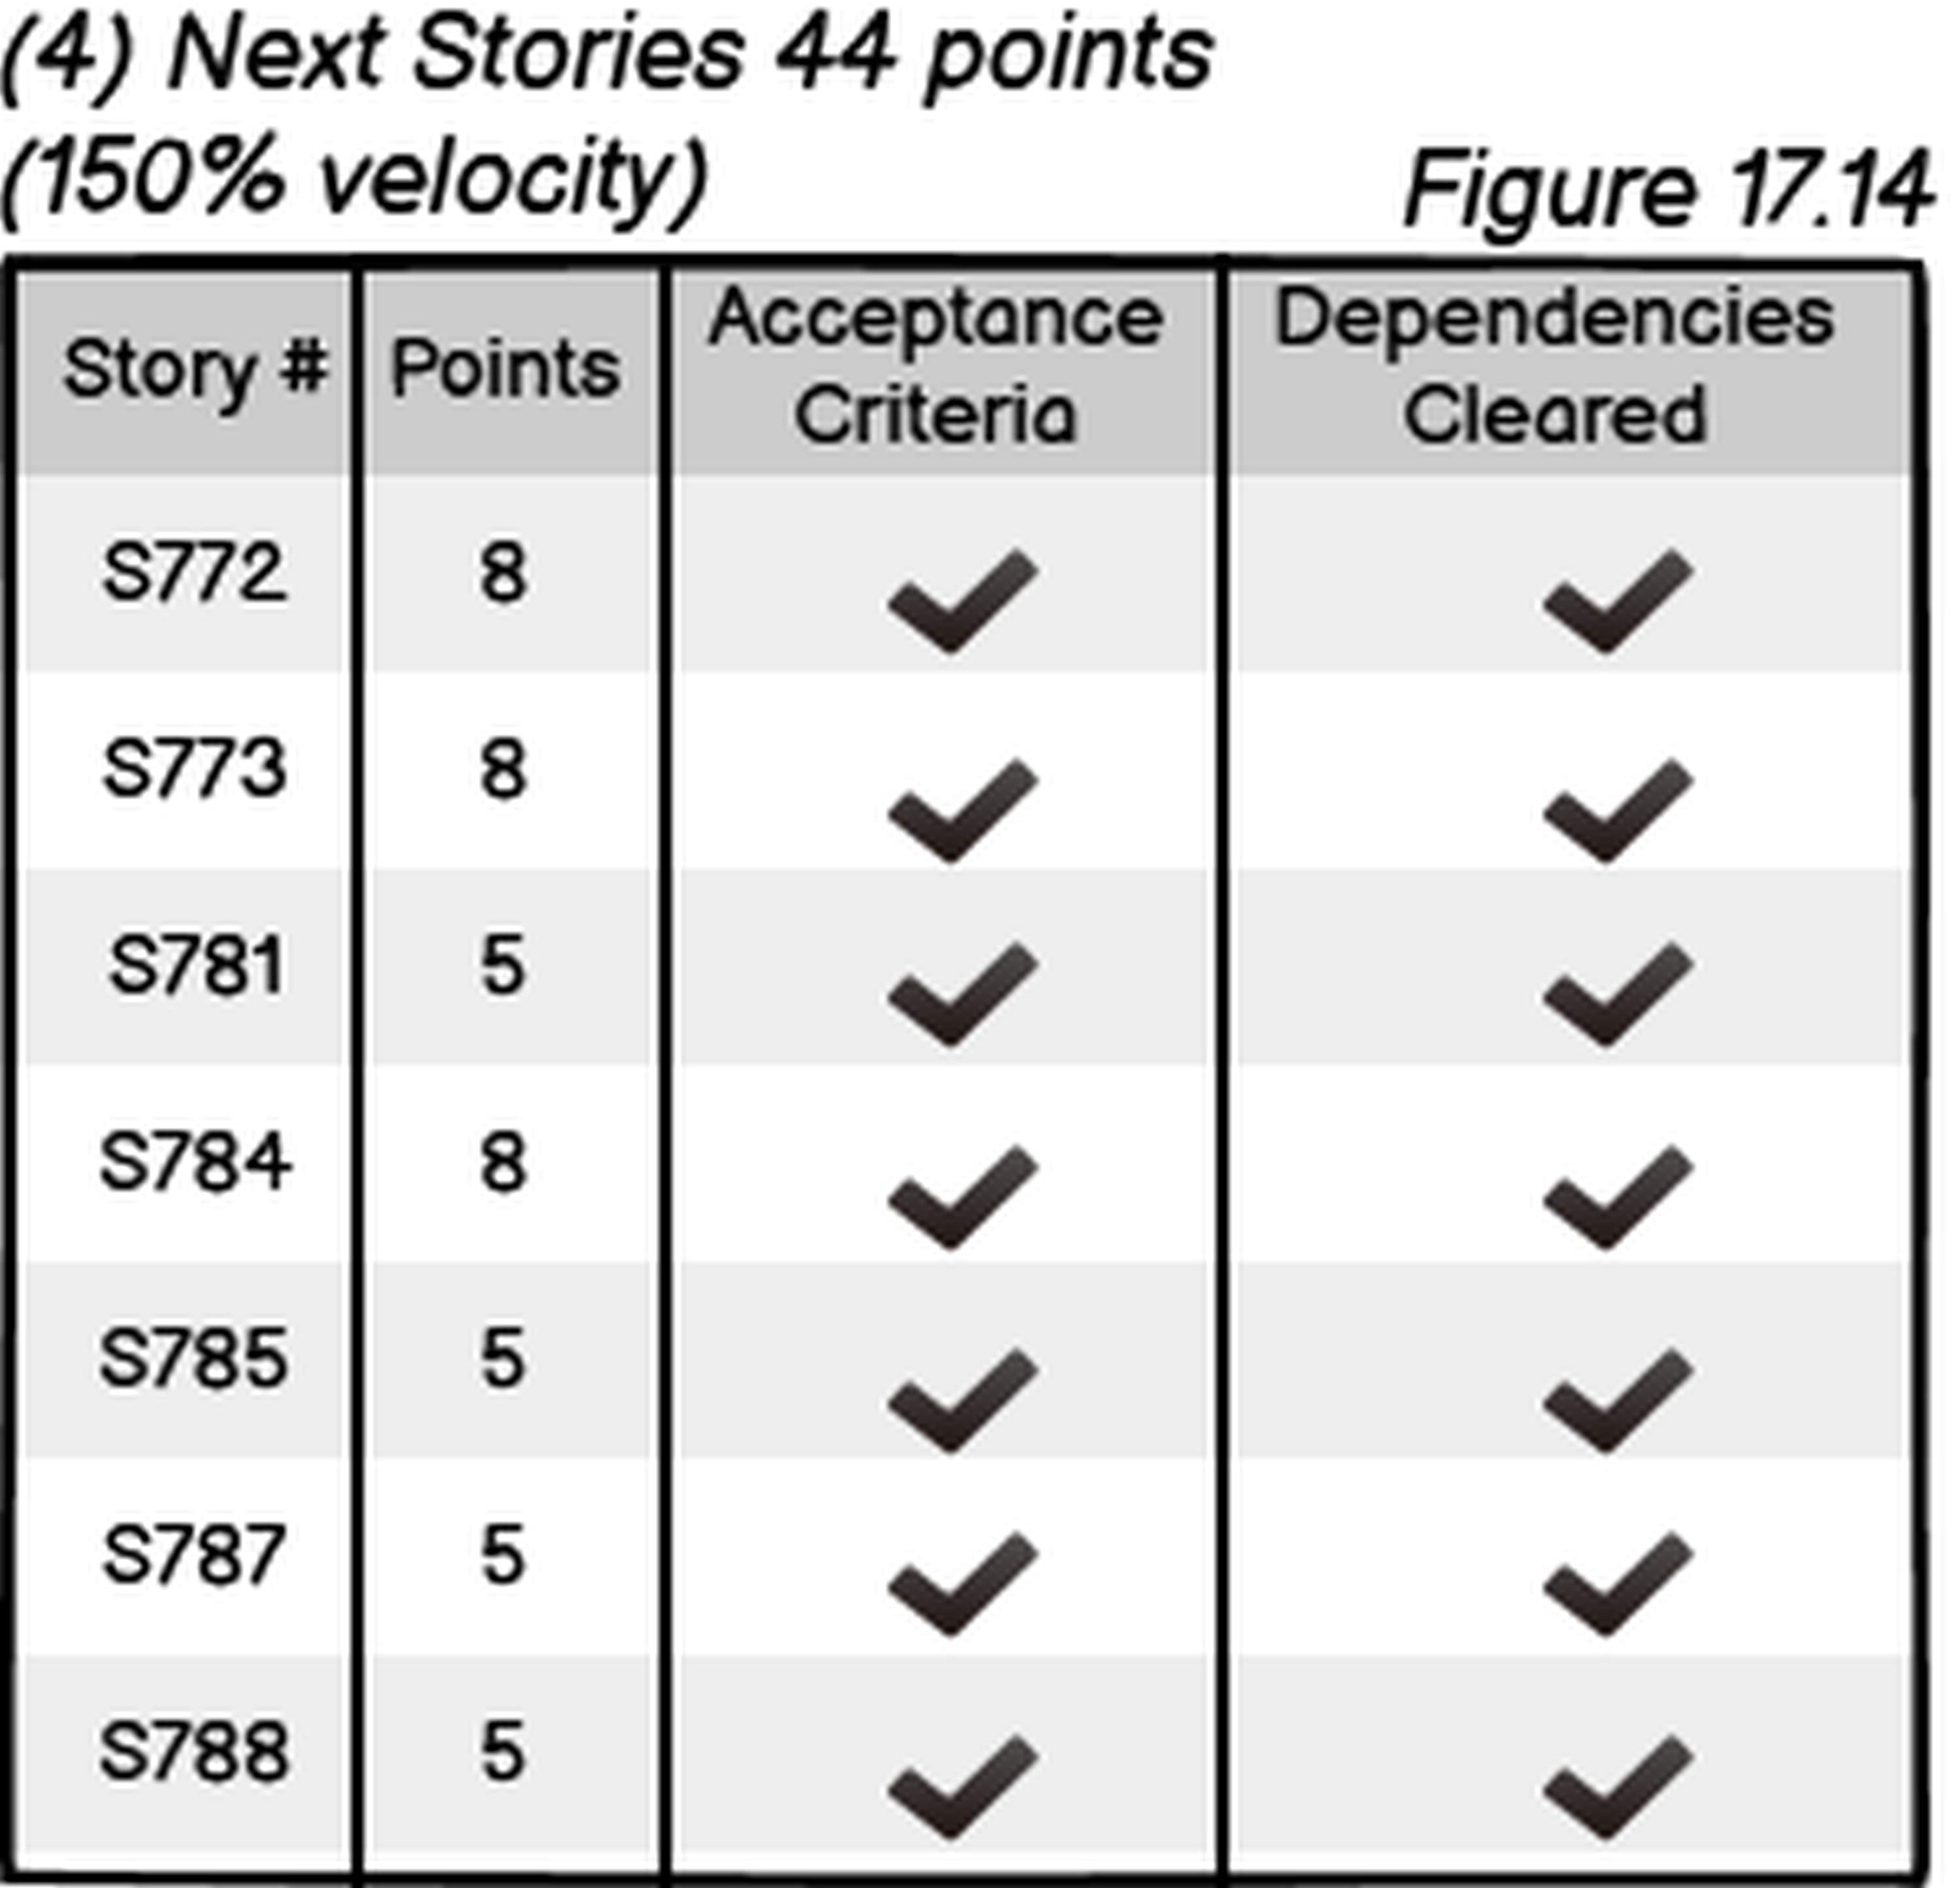 (4) Next Stories 44 points
(150% velocity)
Figure 17.14
Story # Points Acceptance Criteria Dependencies Cleared
S772 8 ✔ ✔
S773 8 ✔ ✔
S781 5 ✔ ✔
S784 8 ✔ ✔
S785 5 ✔ ✔
S787 5 ✔ ✔
S788 5 ✔ ✔